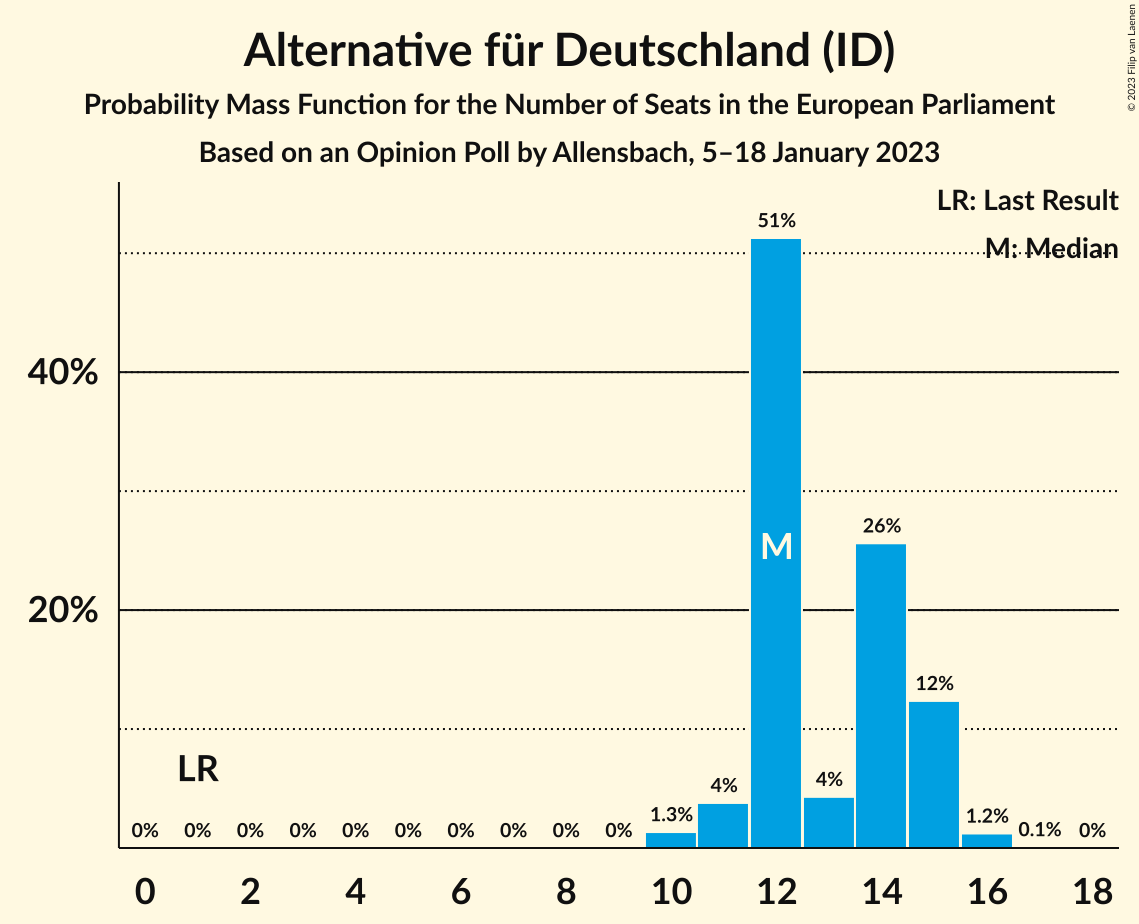 Alternative für Deutschland (ID)
Probability Mass Function for the Number of Seats in the European Parliament
Based on an Opinion Poll by Allensbach, 5–18 January 2023
© 2023 Filip van Laenen
LR: Last Result
M: Median
51%
40%
M
26%
20%
12%
LR
0% 0% 0% 0% 0% 0% 0% 0% 0% 0% 1.3% 4% 4% 1.2% 0.1% 0%
0 2 4 6 8 10 12 14 16 18